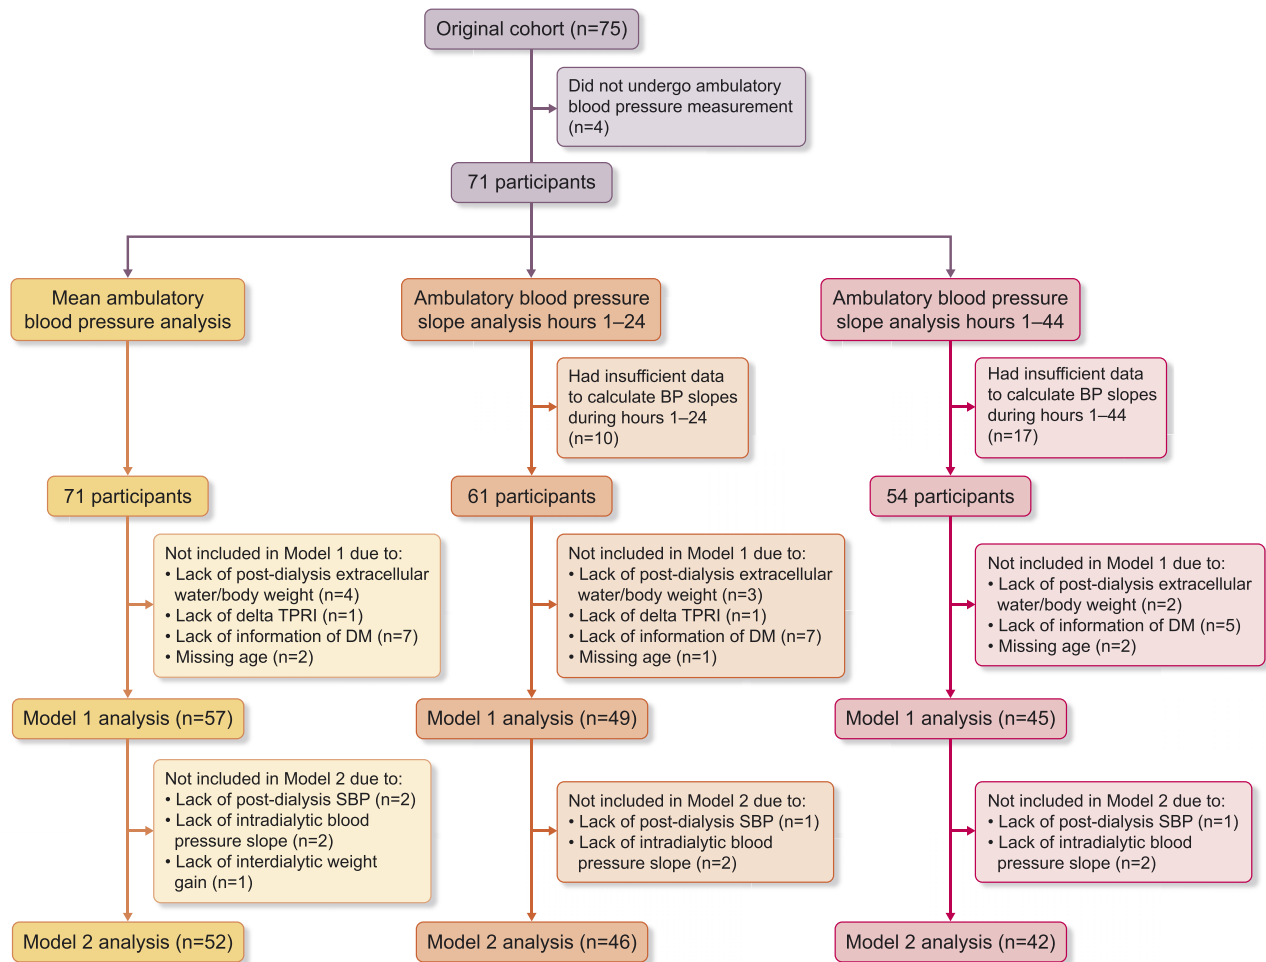 Original cohort (n=75)
Did not undergo ambulatory
blood pressure measurement
(n=4)
71 participants
Mean ambulatory
blood pressure analysis
Ambulatory blood pressure
slope analysis hours 1–24
Ambulatory blood pressure
slope analysis hours 1–44
Had insufficient data
to calculate BP slopes
during hours 1–24
(n=10)
Had insufficient data
to calculate BP slopes
during hours 1–44
(n=17)
71 participants
61 participants
54 participants
Not included in Model 1 due to:
• Lack of post-dialysis extracellular
water/body weight (n=4)
• Lack of delta TPRI (n=1)
• Lack of information of DM (n=7)
• Missing age (n=2)
Not included in Model 1 due to:
• Lack of post-dialysis extracellular
water/body weight (n=3)
• Lack of delta TPRI (n=1)
• Lack of information of DM (n=7)
• Missing age (n=1)
Not included in Model 1 due to:
• Lack of post-dialysis extracellular
water/body weight (n=2)
• Lack of information of DM (n=5)
• Missing age (n=2)
Model 1 analysis (n=57)
Model 1 analysis (n=49)
Model 1 analysis (n=45)
Not included in Model 2 due to:
• Lack of post-dialysis SBP (n=2)
• Lack of intradialytic blood
pressure slope (n=2)
• Lack of interdialytic weight
gain (n=1)
Not included in Model 2 due to:
• Lack of post-dialysis SBP (n=1)
• Lack of intradialytic blood
pressure slope (n=2)
Not included in Model 2 due to:
• Lack of post-dialysis SBP (n=1)
• Lack of intradialytic blood
pressure slope (n=2)
Model 2 analysis (n=52)
Model 2 analysis (n=46)
Model 2 analysis (n=42)